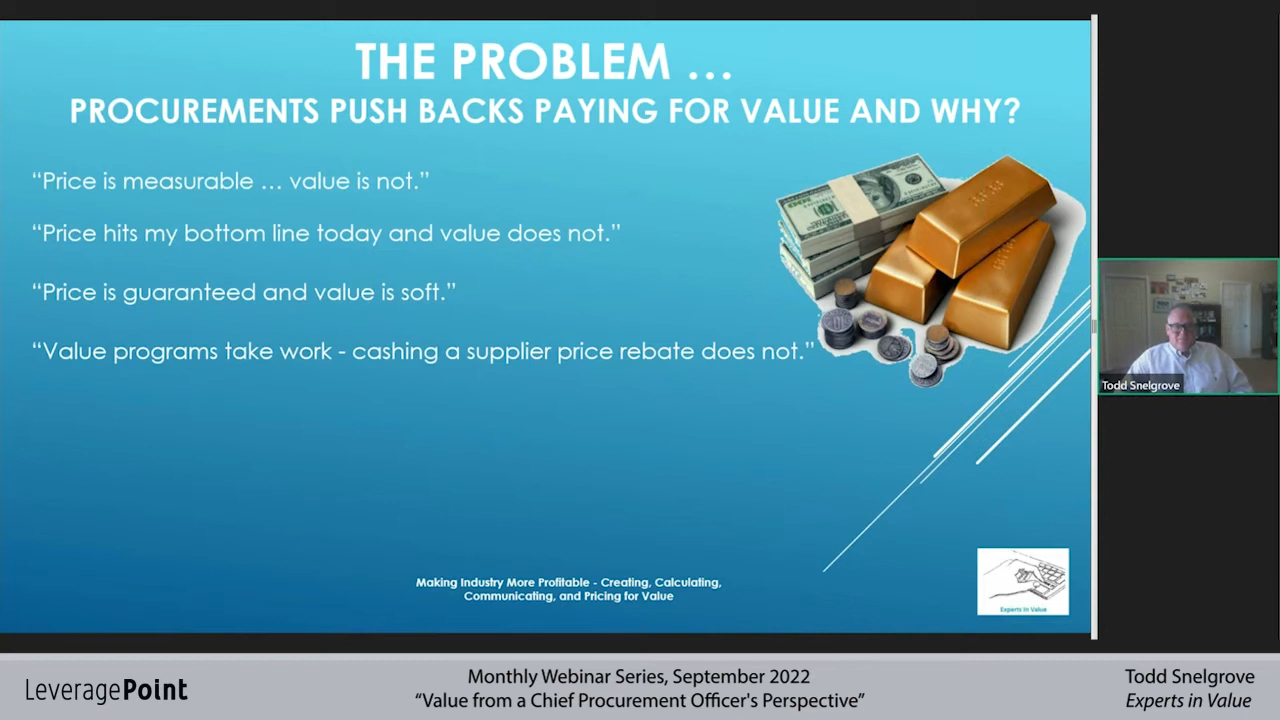 THE PROBLEM …
PROCUREMENTS PUSH BACKS PAYING FOR VALUE AND WHY?
“Price is measurable … value is not.”
“Price hits my bottom line today and value does not.”
“Price is guaranteed and value is soft.”
“Value programs take work - cashing a supplier price rebate does not.”
Todd Snelgrove
Making Industry More Profitable - Creating, Calculating,
Communicating, and Pricing for Value
Experts In Value
LeveragePoint
Monthly Webinar Series, September 2022
“Value from a Chief Procurement Officer's Perspective”
Todd Snelgrove
Experts in Value